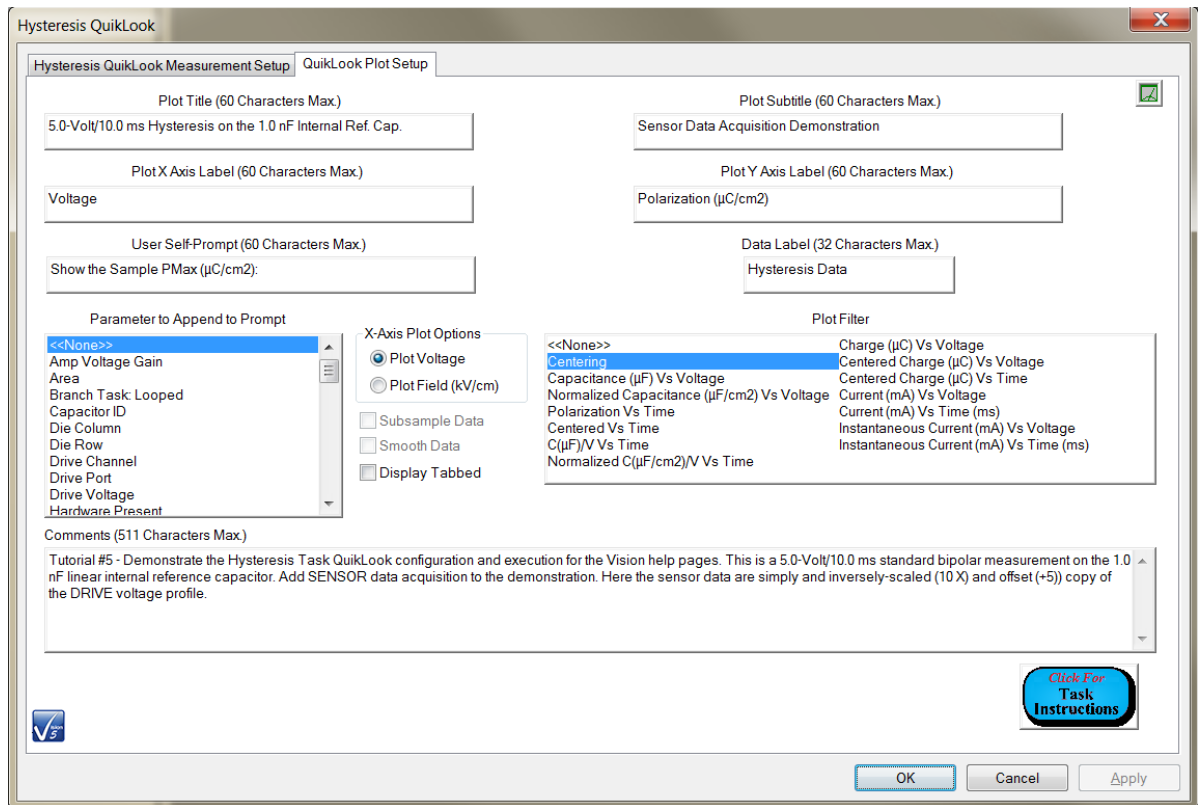 Hysteresis QuikLook
Hysteresis QuikLook Measurement Setup
QuikLook Plot Setup
Plot Title (60 Characters Max.)
Plot Subtitle (60 Characters Max.)
5.0-Volt/10.0 ms Hysteresis on the 1.0 nF Internal Ref. Cap.
Sensor Data Acquisition Demonstration
Plot X Axis Label (60 Characters Max.)
Plot Y Axis Label (60 Characters Max.)
Voltage
Polarization (µC/cm2)
User Self-Prompt (60 Characters Max.)
Data Label (32 Characters Max.)
Show the Sample PMax (µC/cm2):
Hysteresis Data
Parameter to Append to Prompt
<<None>>
Amp Voltage Gain
Area
Branch Task: Looped
Capacitor ID
Die Column
Die Row
Drive Channel
Drive Port
Drive Voltage
Hardware Present
X-Axis Plot Options
Plot Voltage
Plot Field (kV/cm)
Subsample Data
Smooth Data
Display Tabbed
Plot Filter
<<None>>
Centering
Capacitance (µF) Vs Voltage
Normalized Capacitance (µF/cm2) Vs Voltage
Polarization Vs Time
Centered Vs Time
C(µF)/V Vs Time
Normalized C(µF/cm2)/V Vs Time
Charge (µC) Vs Voltage
Centered Charge (µC) Vs Voltage
Centered Charge (µC) Vs Time
Current (mA) Vs Voltage
Current (mA) Vs Time (ms)
Instantaneous Current (mA) Vs Voltage
Instantaneous Current (mA) Vs Time (ms)
Comments (511 Characters Max.)
Tutorial #5 - Demonstrate the Hysteresis Task QuikLook configuration and execution for the Vision help pages. This is a 5.0-Volt/10.0 ms standard bipolar measurement on the 1.0
nF linear internal reference capacitor. Add SENSOR data acquisition to the demonstration. Here the sensor data are simply and inversely-scaled (10 X) and offset (+5)) copy of
the DRIVE voltage profile.
Click For
Task
Instructions
Vision
5
OK
Cancel
Apply